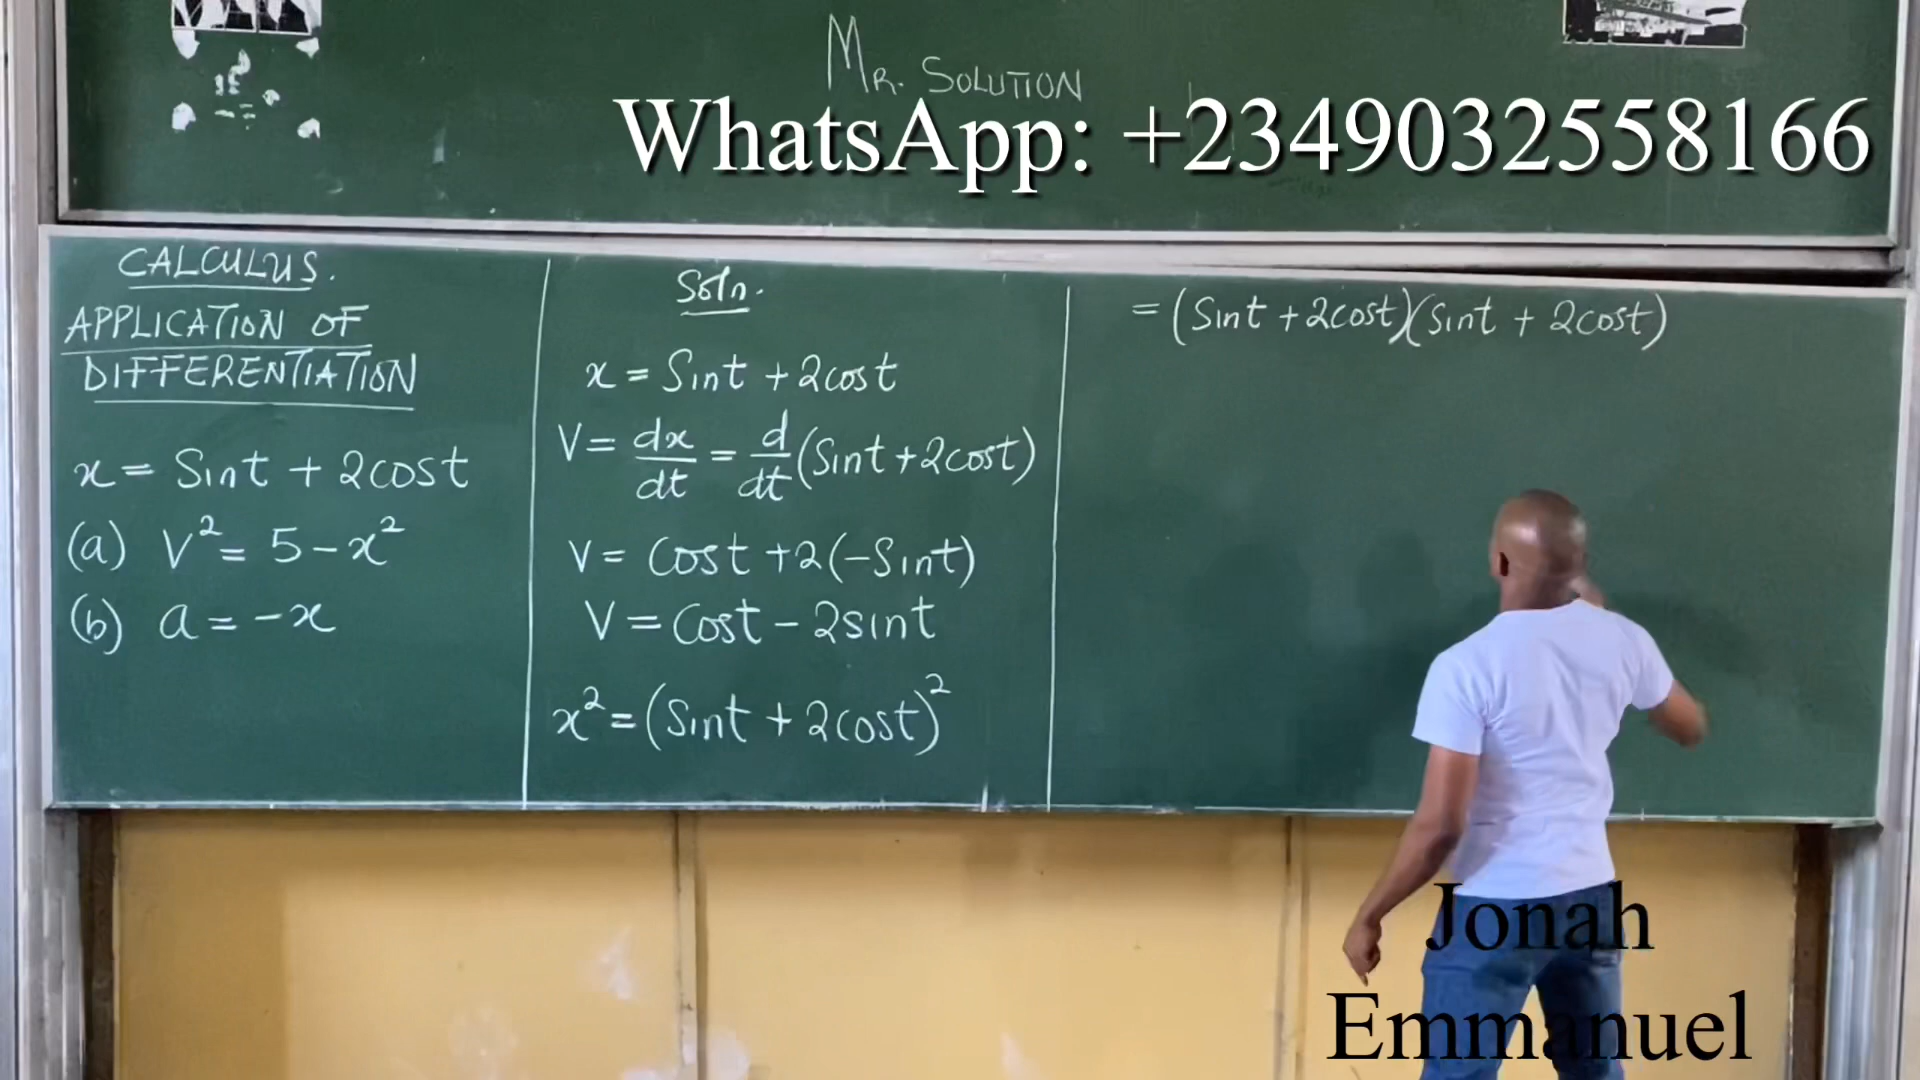 MR. SOLUTION
WhatsApp: +2349032558166
CALCULUS.
APPLICATION OF
DIFFERENTIATION
x = Sint + 2cost
(a) V² = 5 - x²
(b) a = -x
Soln.
x = Sint + 2cost
V = dx/dt = d/dt (Sint + 2cost)
V = Cost + 2(-Sint)
V = Cost - 2sint
x² = (Sint + 2cost)²
= (Sint + 2cost)(Sint + 2cost)
Jonah
Emmanuel